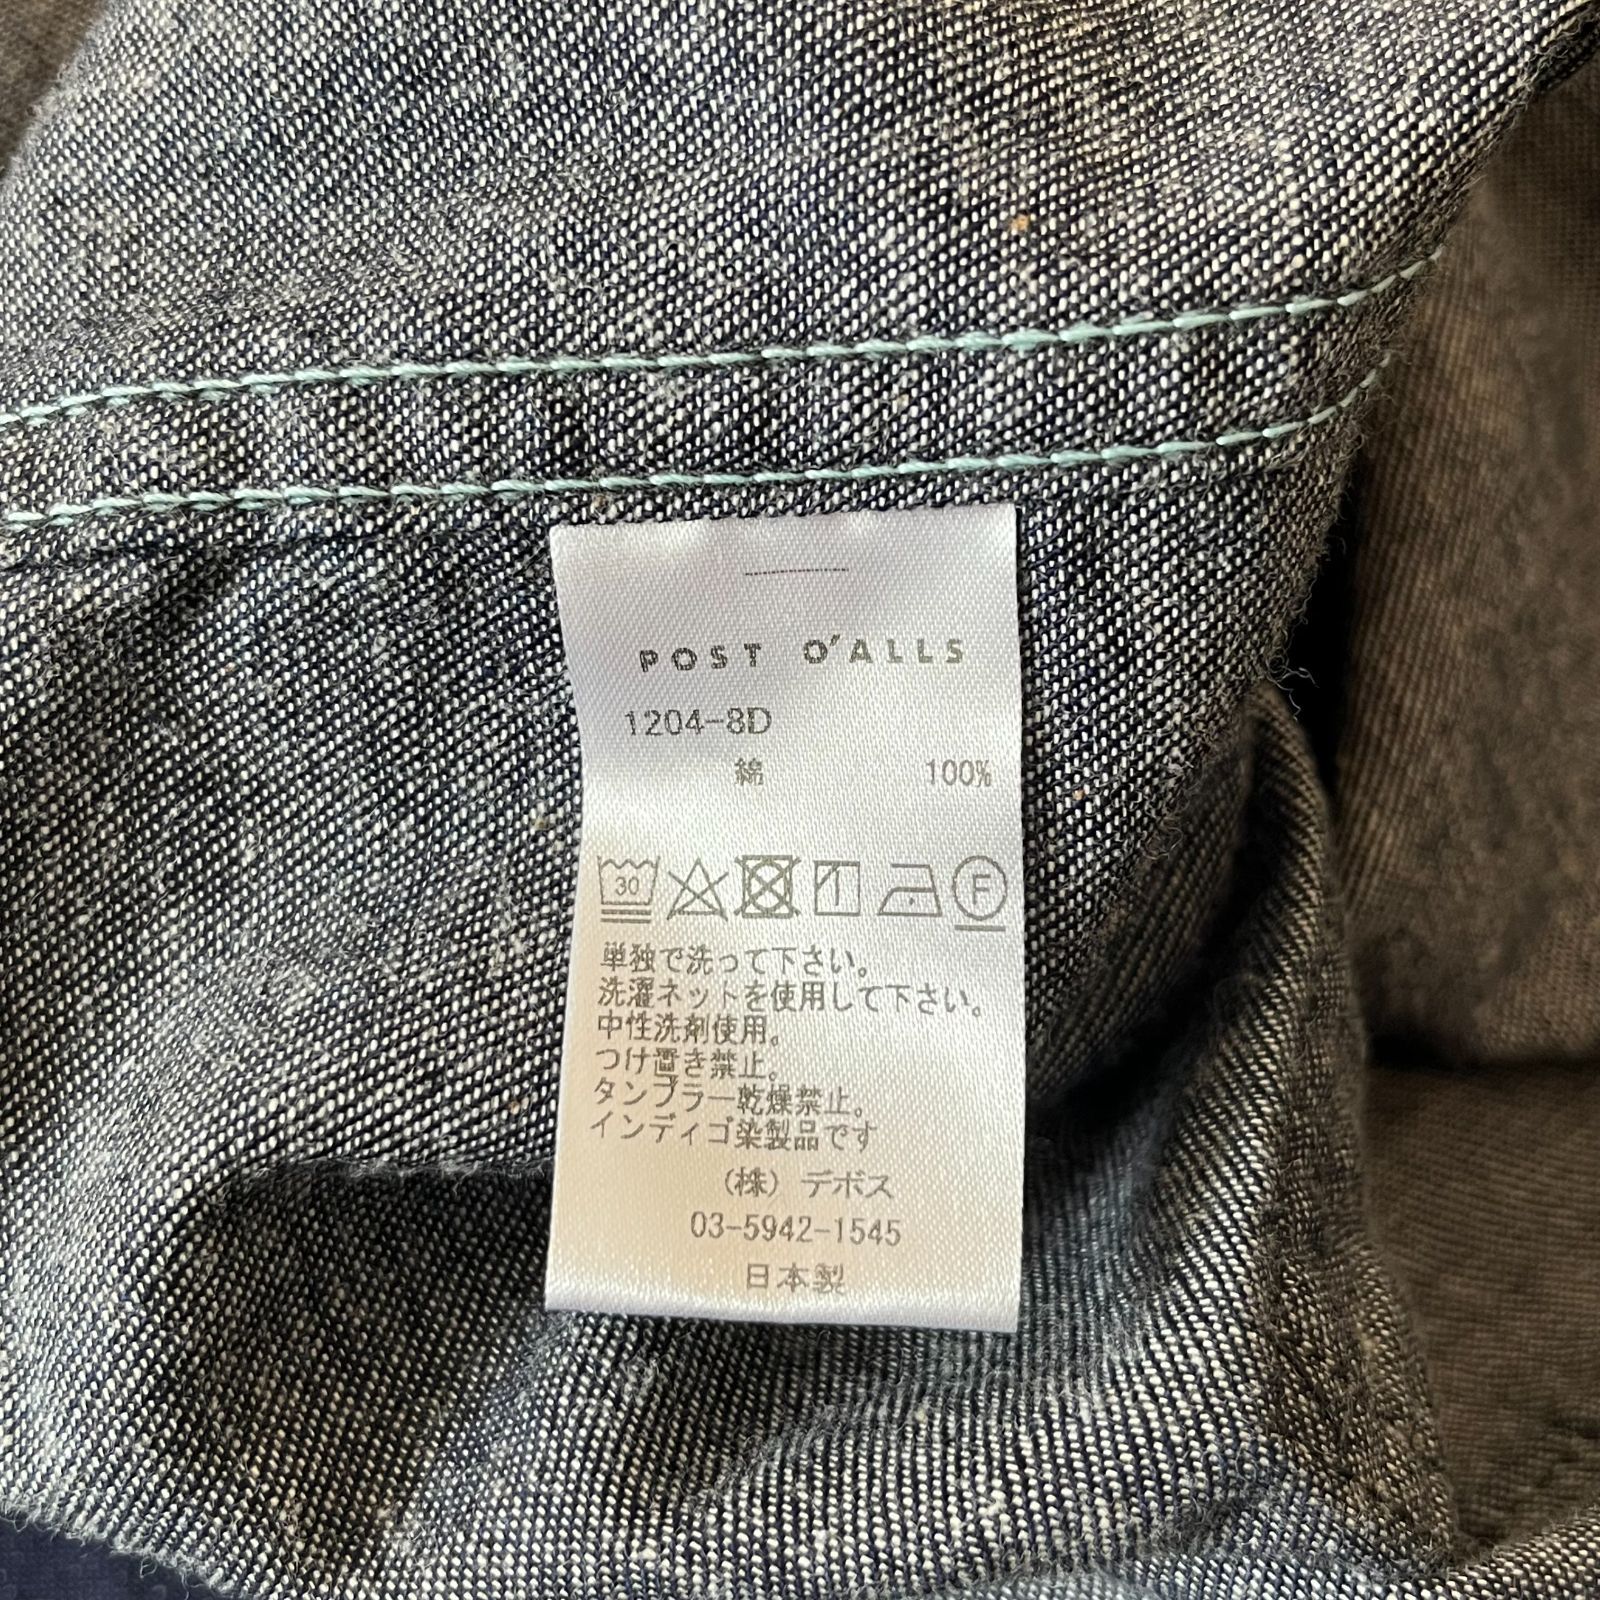 POST O'ALLS
1204-8D
綿 100%
30 F
単独で洗って下さい。
洗濯ネットを使用して下さい。
中性洗剤使用。
つけ置き禁止。
タンブラー乾燥禁止。
インディゴ染製品です
(株) デボス
03-5942-1545
日本製